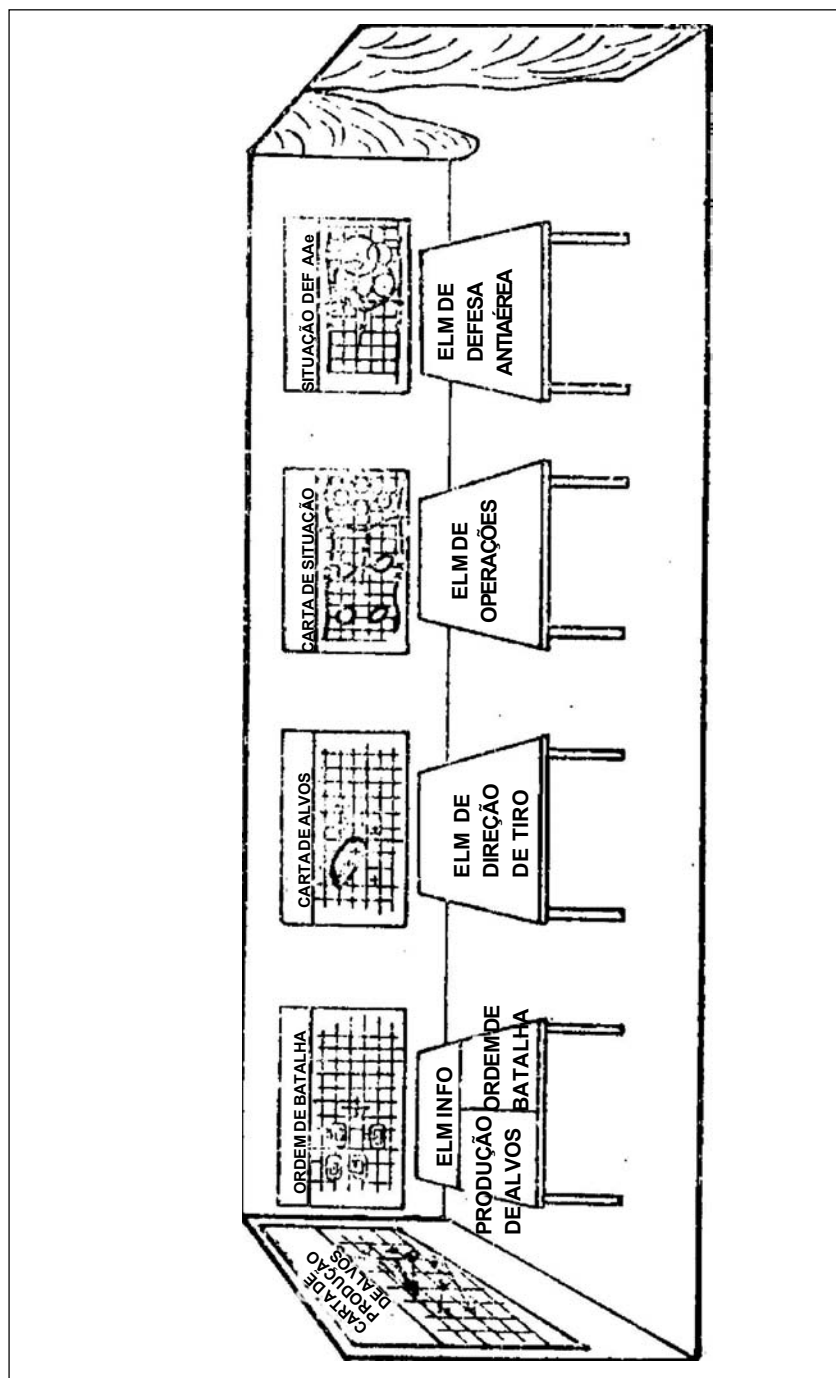 CARTA DE
PRODUÇÃO
DE ALVOS
ORDEM DE BATALHA
CARTA DE ALVOS
CARTA DE SITUAÇÃO
SITUAÇÃO DEF AAe
ELM INFO
PRODUÇÃO
DE ALVOS
ORDEM DE
BATALHA
ELM DE
DIREÇÃO
DE TIRO
ELM DE
OPERAÇÕES
ELM DE
DEFESA
ANTIAÉREA